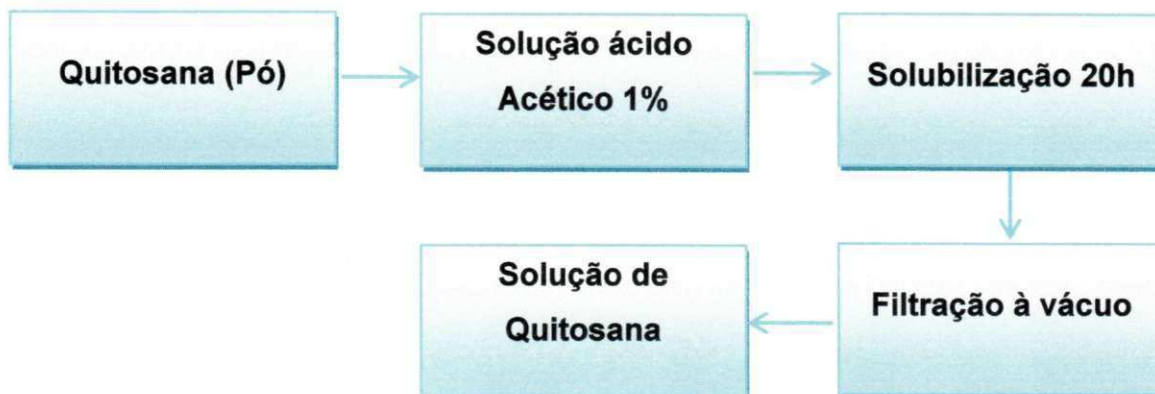 Quitosana (Pó)
Solução ácido
Acético 1%
Solubilização 20h
Filtração à vácuo
Solução de
Quitosana